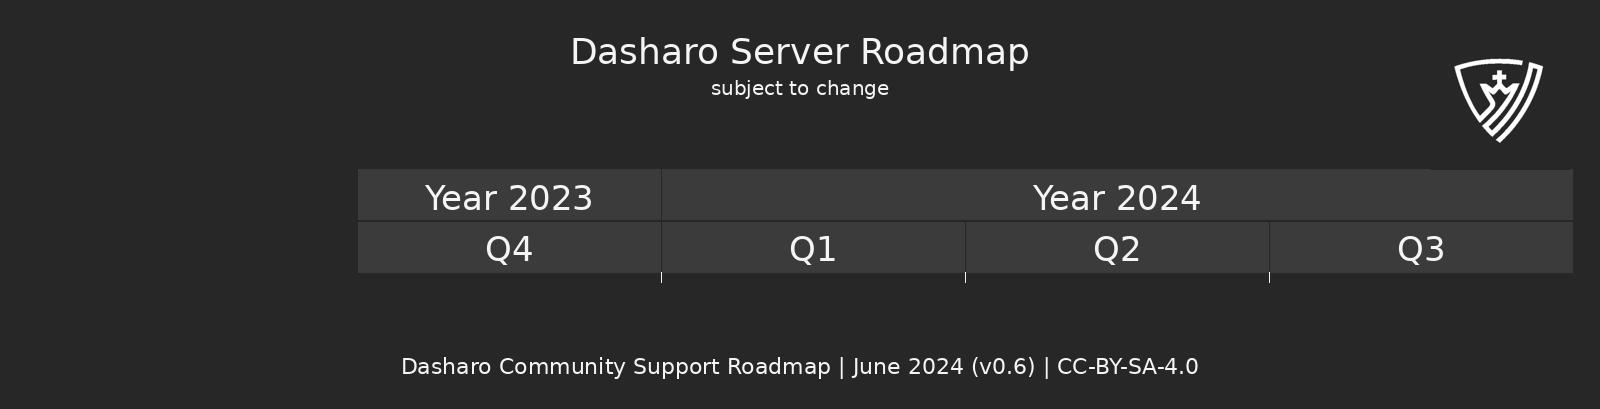 Dasharo Server Roadmap
subject to change
Year 2023 Year 2024
Q4 Q1 Q2 Q3
Dasharo Community Support Roadmap | June 2024 (v0.6) | CC-BY-SA-4.0